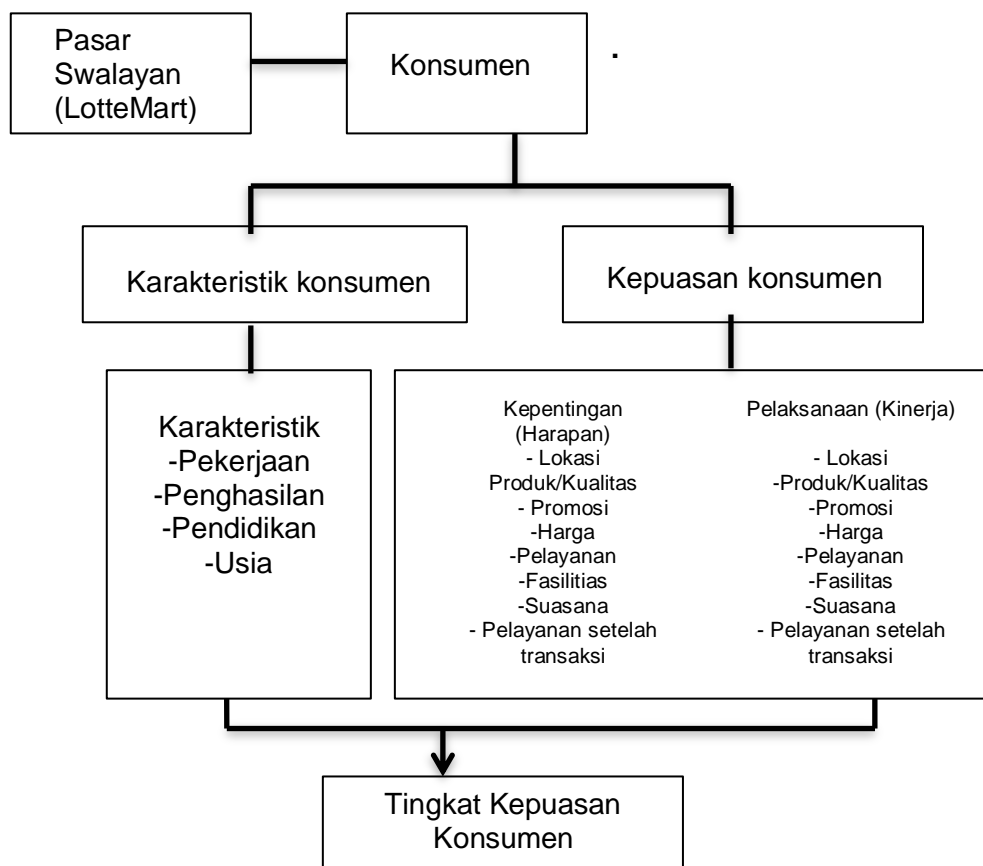 Pasar
Swalayan
(LotteMart)
Konsumen
.
Karakteristik konsumen
Kepuasan konsumen
Karakteristik
-Pekerjaan
-Penghasilan
-Pendidikan
-Usia
Kepentingan
(Harapan)
- Lokasi
Produk/Kualitas
- Promosi
-Harga
-Pelayanan
-Fasilitias
-Suasana
- Pelayanan setelah
transaksi
Pelaksanaan (Kinerja)
- Lokasi
-Produk/Kualitas
-Promosi
-Harga
-Pelayanan
-Fasilitas
-Suasana
- Pelayanan setelah
transaksi
Tingkat Kepuasan
Konsumen